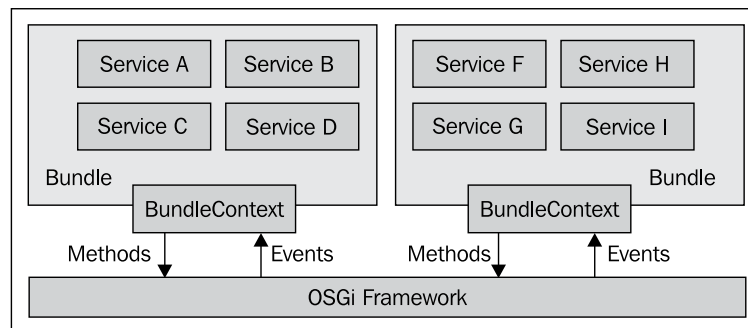 Service A
Service B
Service C
Service D
Bundle
BundleContext
Methods
Events
Service F
Service H
Service G
Service I
Bundle
BundleContext
Methods
Events
OSGi Framework